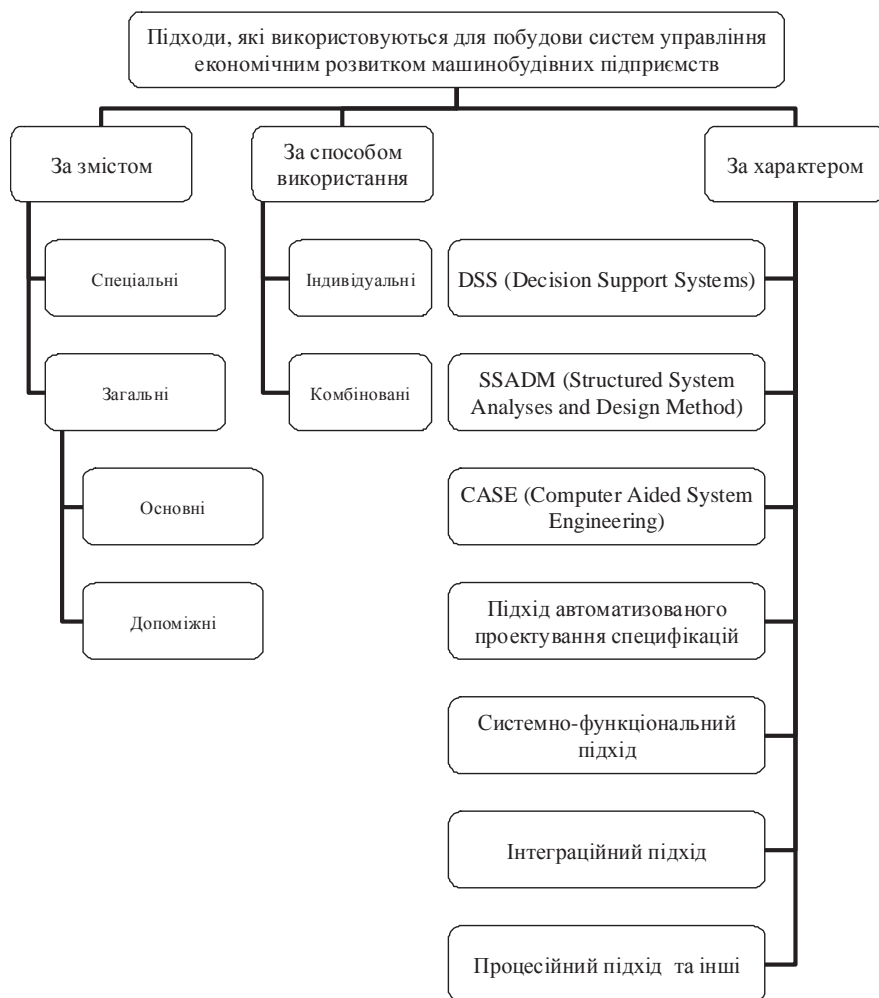 Підходи, які використовуються для побудови систем управління
економічним розвитком машинобудівних підприємств
За змістом
За способом
використання
За характером
Спеціальні
Індивідуальні
DSS (Decision Support Systems)
Загальні
Комбіновані
SSADM (Structured System
Analyses and Design Method)
Основні
CASE (Computer Aided System
Engineering)
Допоміжні
Підхід автоматизованого
проектування специфікацій
Системно-функціональний
підхід
Інтеграційний підхід
Процесійний підхід та інші